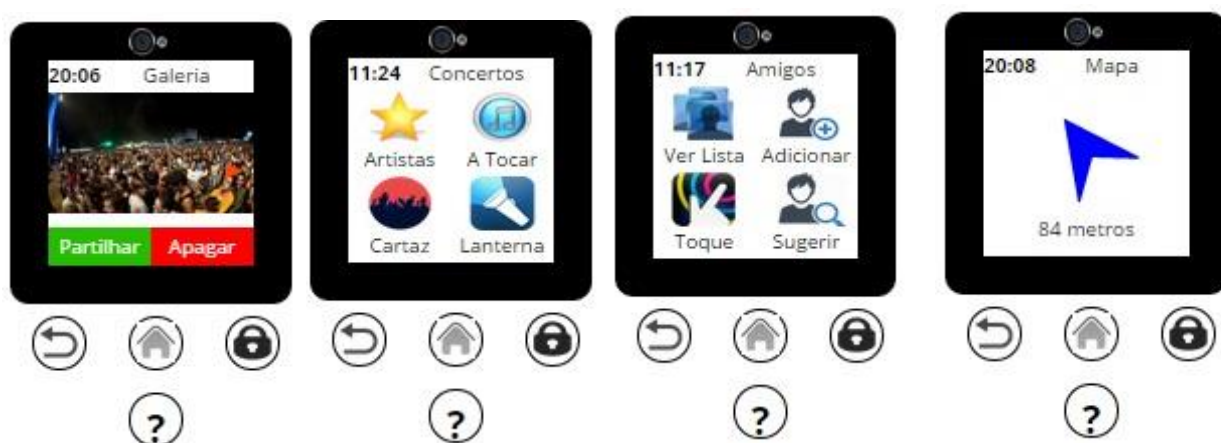 20:06 Galeria
Partilhar Apagar
?
11:24 Concertos
Artistas A Tocar
Cartaz Lanterna
?
11:17 Amigos
Ver Lista Adicionar
Toque Sugerir
?
20:08 Mapa
84 metros
?